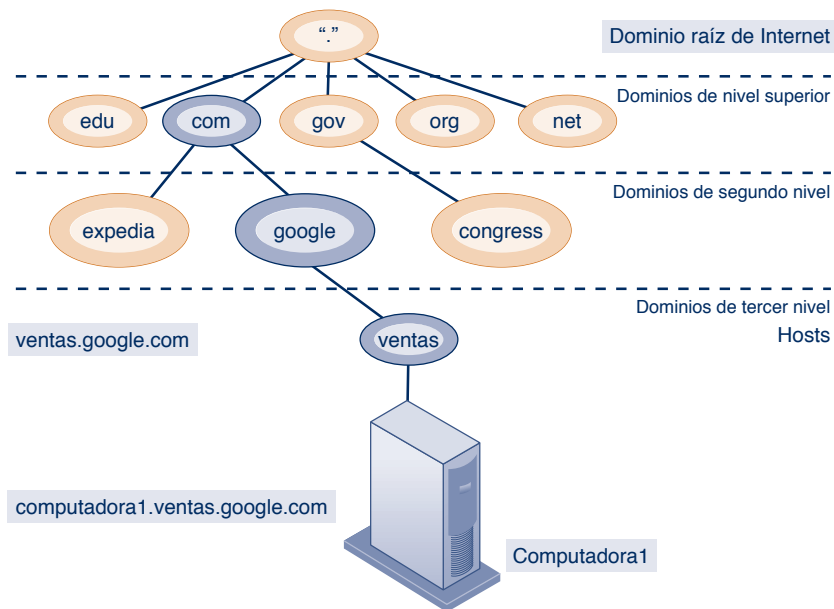 “.”
Dominio raíz de Internet
Dominios de nivel superior
edu
com
gov
org
net
Dominios de segundo nivel
expedia
google
congress
Dominios de tercer nivel
Hosts
ventas.google.com
ventas
computadora1.ventas.google.com
Computadora1